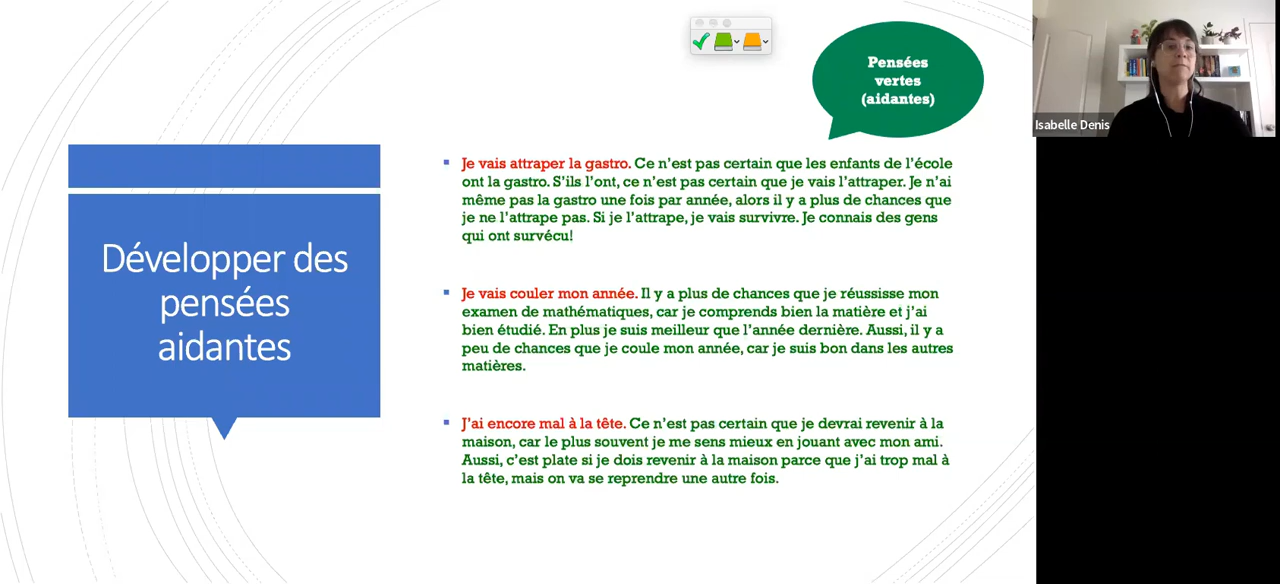 Pensées
vertes
(aidantes)
Isabelle Denis
Développer des
pensées
aidantes
Je vais attraper la gastro. Ce n'est pas certain que les enfants de l'école
ont la gastro. S'ils l'ont, ce n'est pas certain que je vais l'attraper. Je n'ai
même pas la gastro une fois par année, alors il y a plus de chances que
je ne l'attrape pas. Si je l'attrape, je vais survivre. Je connais des gens
qui ont survécu!
Je vais couler mon année. Il y a plus de chances que je réussisse mon
examen de mathématiques, car je comprends bien la matière et j'ai
bien étudié. En plus je suis meilleur que l'année dernière. Aussi, il y a
peu de chances que je coule mon année, car je suis bon dans les autres
matières.
J'ai encore mal à la tête. Ce n'est pas certain que je devrai revenir à la
maison, car le plus souvent je me sens mieux en jouant avec mon ami.
Aussi, c'est plate si je dois revenir à la maison parce que j'ai trop mal à
la tête, mais on va se reprendre une autre fois.